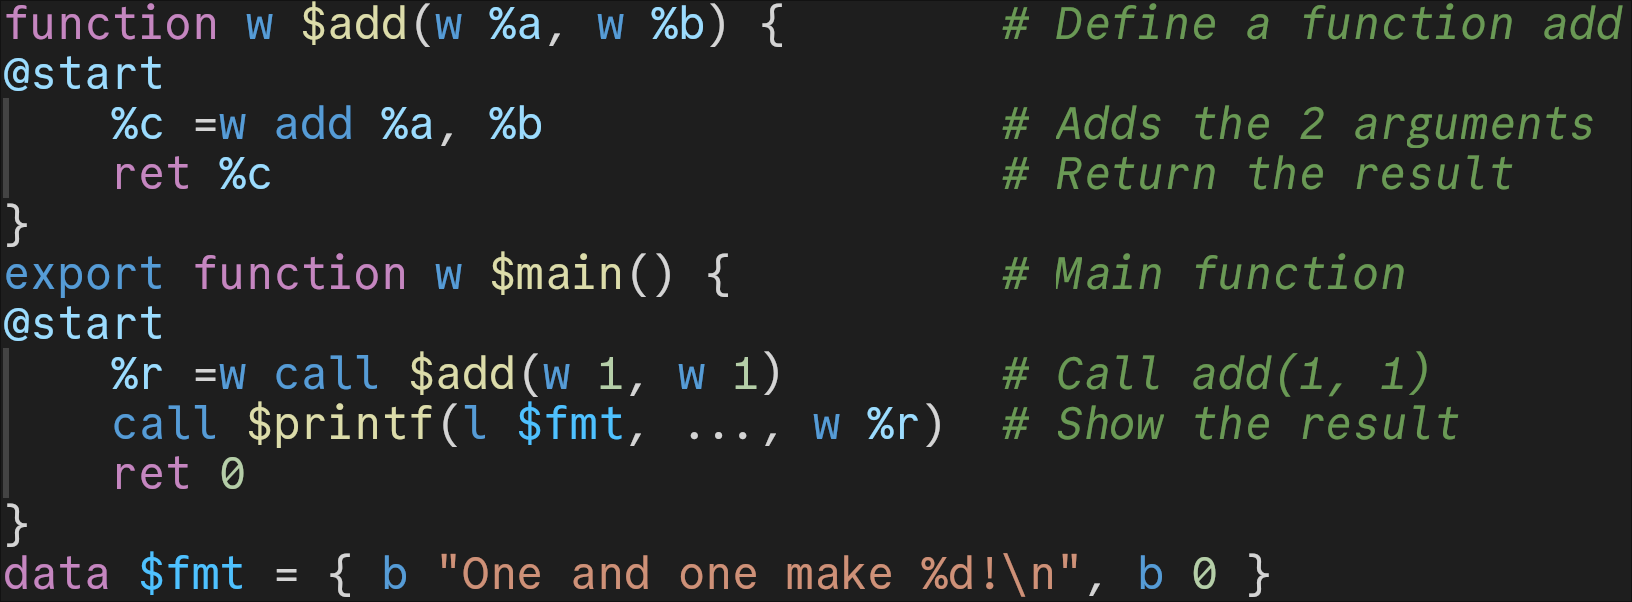 function w $add(w %a, w %b) {        # Define a function add
@start
    %c =w add %a, %b                 # Adds the 2 arguments
    ret %c                           # Return the result
}
export function w $main() {          # Main function
@start
    %r =w call $add(w 1, w 1)        # Call add(1, 1)
    call $printf(l $fmt, ..., w %r)  # Show the result
    ret 0
}
data $fmt = { b "One and one make %d!\n", b 0 }